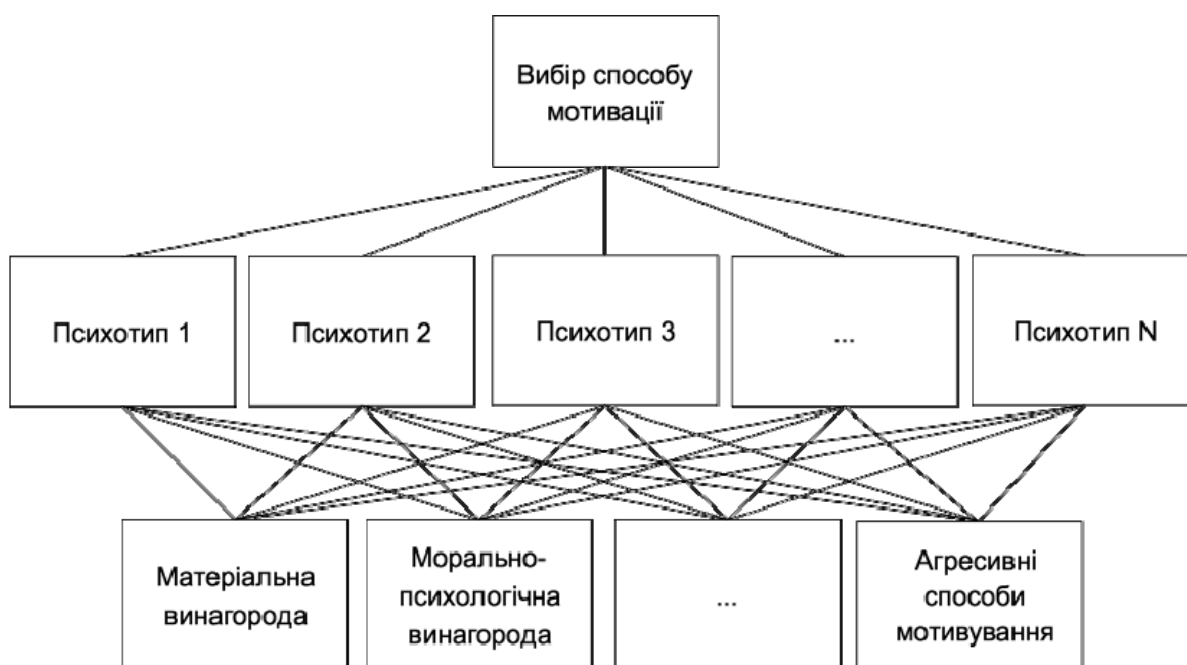 Вибір способу
мотивації
Психотип 1
Психотип 2
Психотип 3
...
Психотип N
Матеріальна
винагорода
Морально-
психологічна
винагорода
...
Агресивні
способи
мотивування